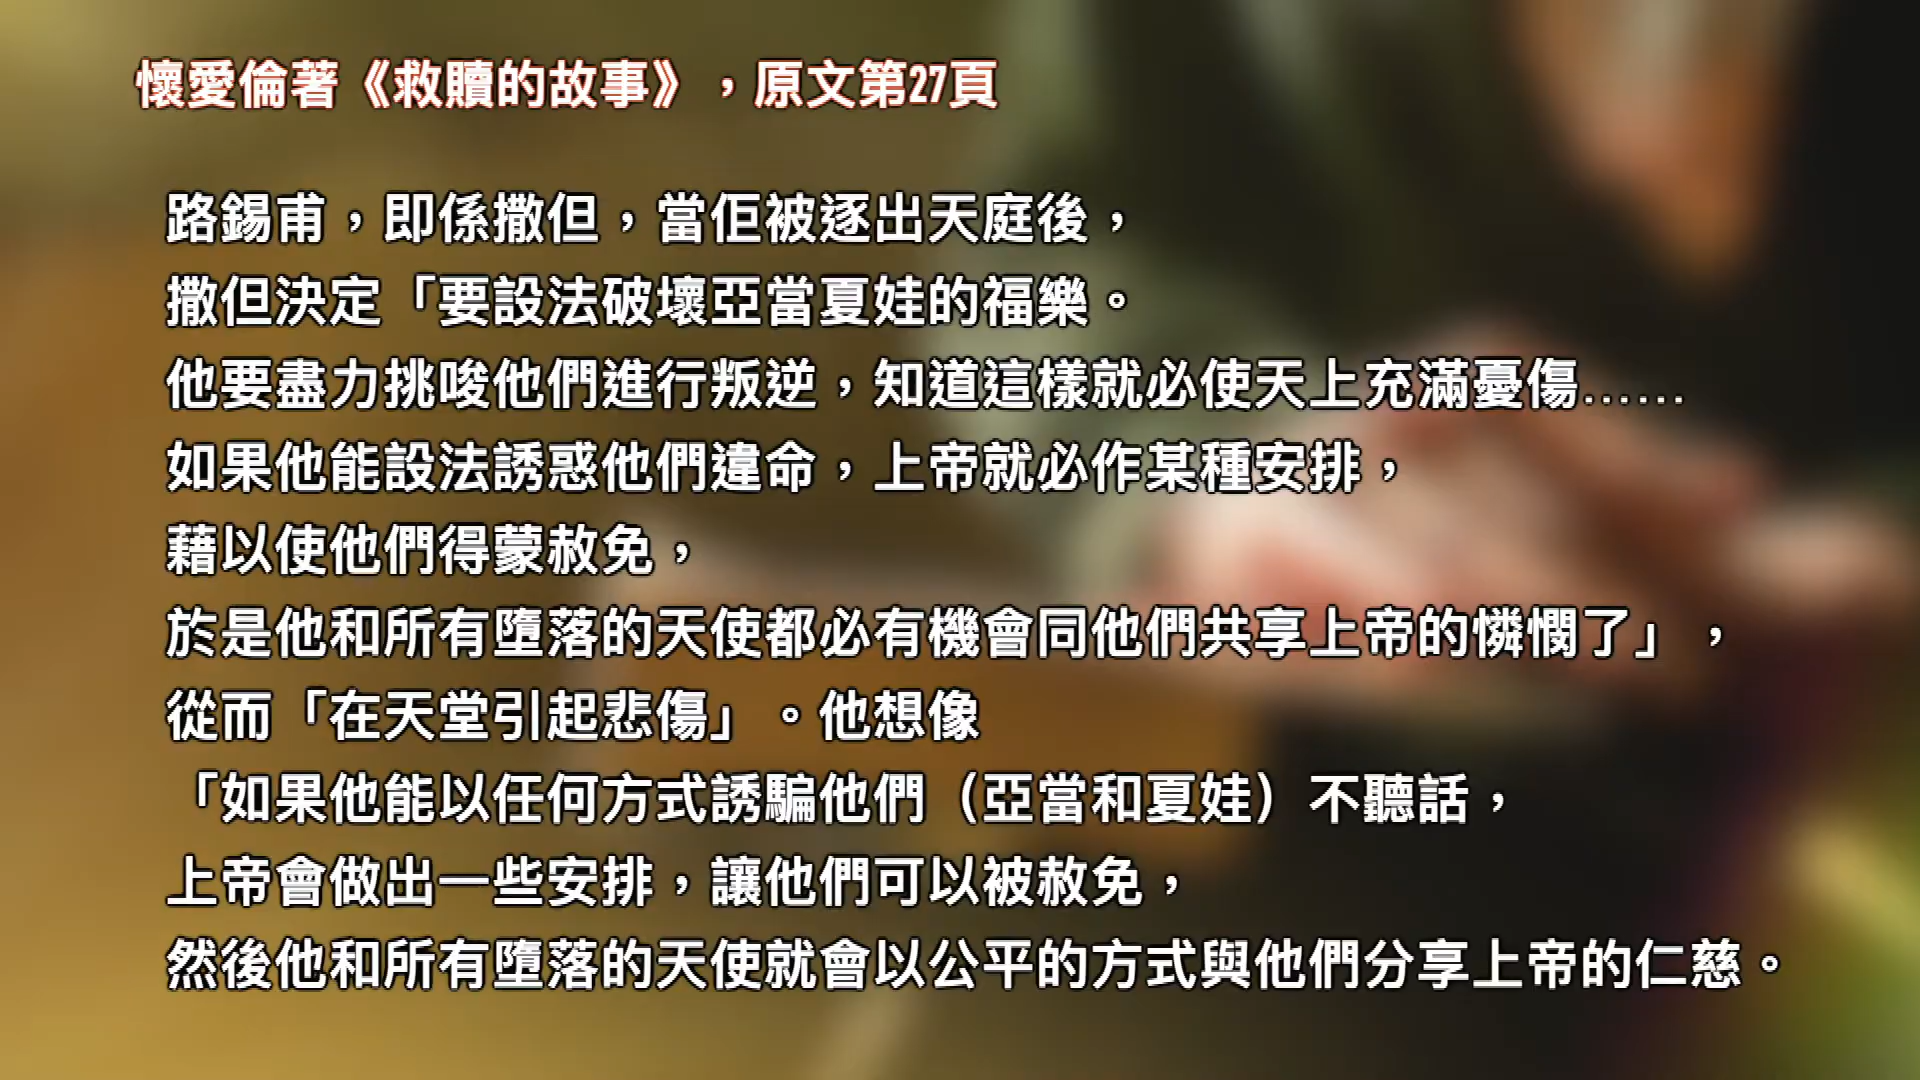 懷愛倫著《救贖的故事》，原文第27頁
路錫甫，即係撒但，當佢被逐出天庭後，
撒但決定「要設法破壞亞當夏娃的福樂。
他要盡力挑唆他們進行叛逆，知道這樣就必使天上充滿憂傷……
如果他能設法誘惑他們違命，上帝就必作某種安排，
藉以使他們得蒙赦免，
於是他和所有墮落的天使都必有機會同他們共享上帝的憐憫了」，
從而「在天堂引起悲傷」。他想像
「如果他能以任何方式誘騙他們（亞當和夏娃）不聽話，
上帝會做出一些安排，讓他們可以被赦免，
然後他和所有墮落的天使就會以公平的方式與他們分享上帝的仁慈。